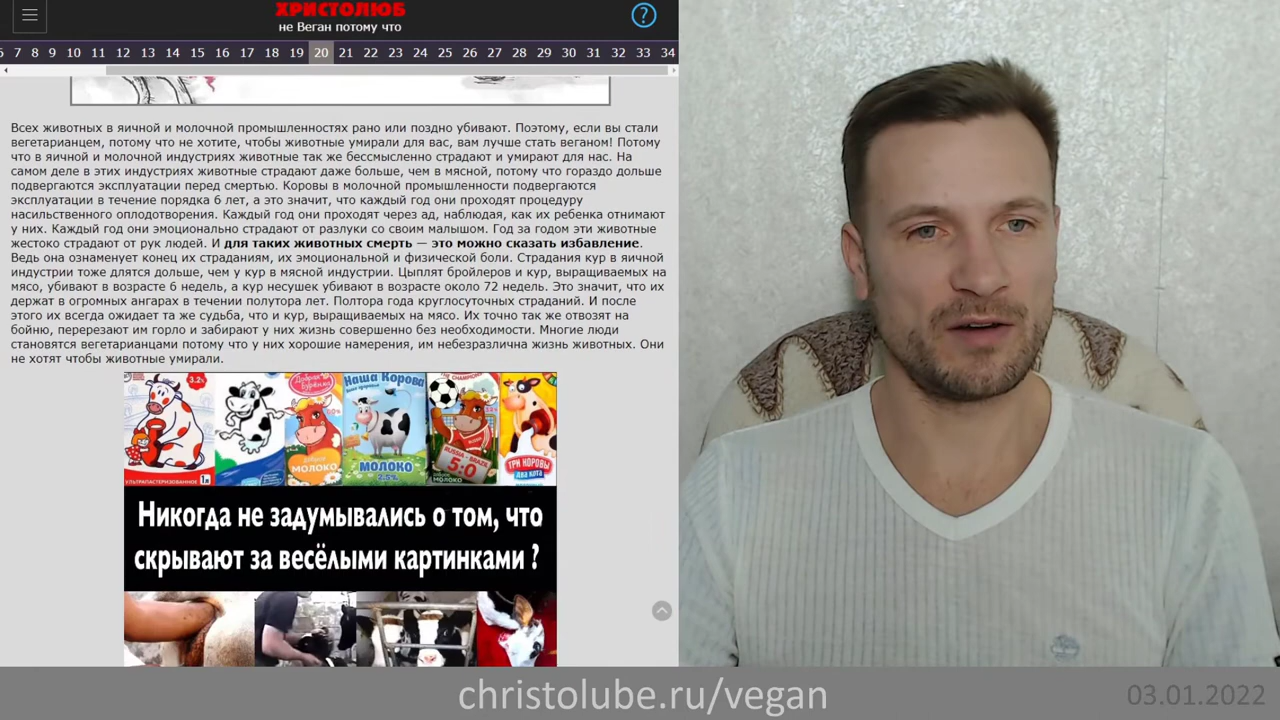 ХРИСТОЛЮБ
не Веган потому что
?
6 7 8 9 10 11 12 13 14 15 16 17 18 19 20 21 22 23 24 25 26 27 28 29 30 31 32 33 34
Всех животных в яичной и молочной промышленностях рано или поздно убивают. Поэтому, если вы стали
вегетарианцем, потому что не хотите, чтобы животные умирали для вас, вам лучше стать веганом! Потому
что в яичной и молочной индустриях животные так же бессмысленно страдают и умирают для нас. На
самом деле в этих индустриях животные страдают даже больше, чем в мясной, потому что гораздо дольше
подвергаются эксплуатации перед смертью. Коровы в молочной промышленности подвергаются
эксплуатации в течение порядка 6 лет, а это значит, что каждый год они проходят процедуру
насильственного оплодотворения. Каждый год они проходят через ад, наблюдая, как их ребенка отнимают
у них. Каждый год они эмоционально страдают от разлуки со своим малышом. Год за годом эти животные
жестоко страдают от рук людей. И для таких животных смерть — это можно сказать избавление.
Ведь она ознаменует конец их страданиям, их эмоциональной и физической боли. Страдания кур в яичной
индустрии тоже длятся дольше, чем у кур в мясной индустрии. Цыплят бройлеров и кур, выращиваемых на
мясо, убивают в возрасте 6 недель, а кур несушек убивают в возрасте около 72 недель. Это значит, что их
держат в огромных ангарах в течении полутора лет. Полтора года круглосуточных страданий. И после
этого их всегда ожидает та же судьба, что и кур, выращиваемых на мясо. Их точно так же отвозят на
бойню, перерезают им горло и забирают у них жизнь совершенно без необходимости. Многие люди
становятся вегетарианцами потому что у них хорошие намерения, им небезразлична жизнь животных. Они
не хотят чтобы животные умирали.
3.2%
Наша Корова
МОЛОКО
2,5%
5:0
МОЛОКО
ТРИ КОРОВЫ
ДВА КОТА
УЛЬТРАПАСТЕРИЗОВАННОЕ
Никогда не задумывались о том, что
скрывают за весёлыми картинками ?
christolube.ru/vegan
03.01.2022